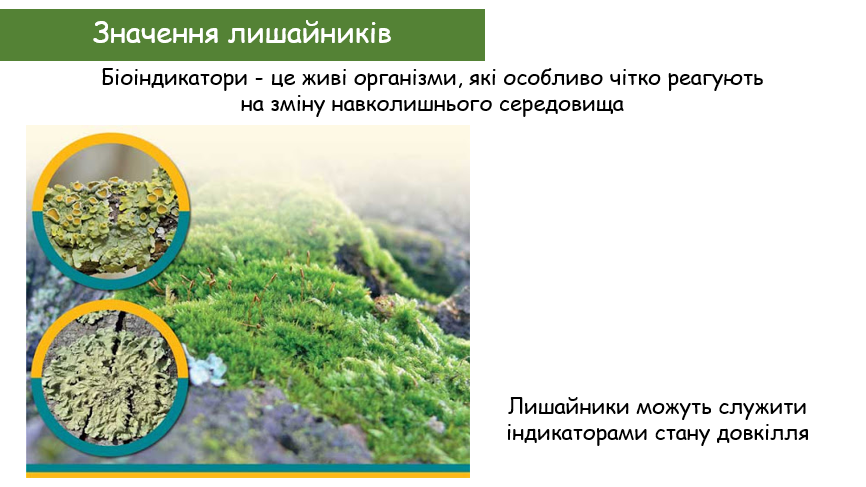 Значення лишайників
Біоіндикатори - це живі організми, які особливо чітко реагують
на зміну навколишнього середовища
Лишайники можуть служити
індикаторами стану довкілля